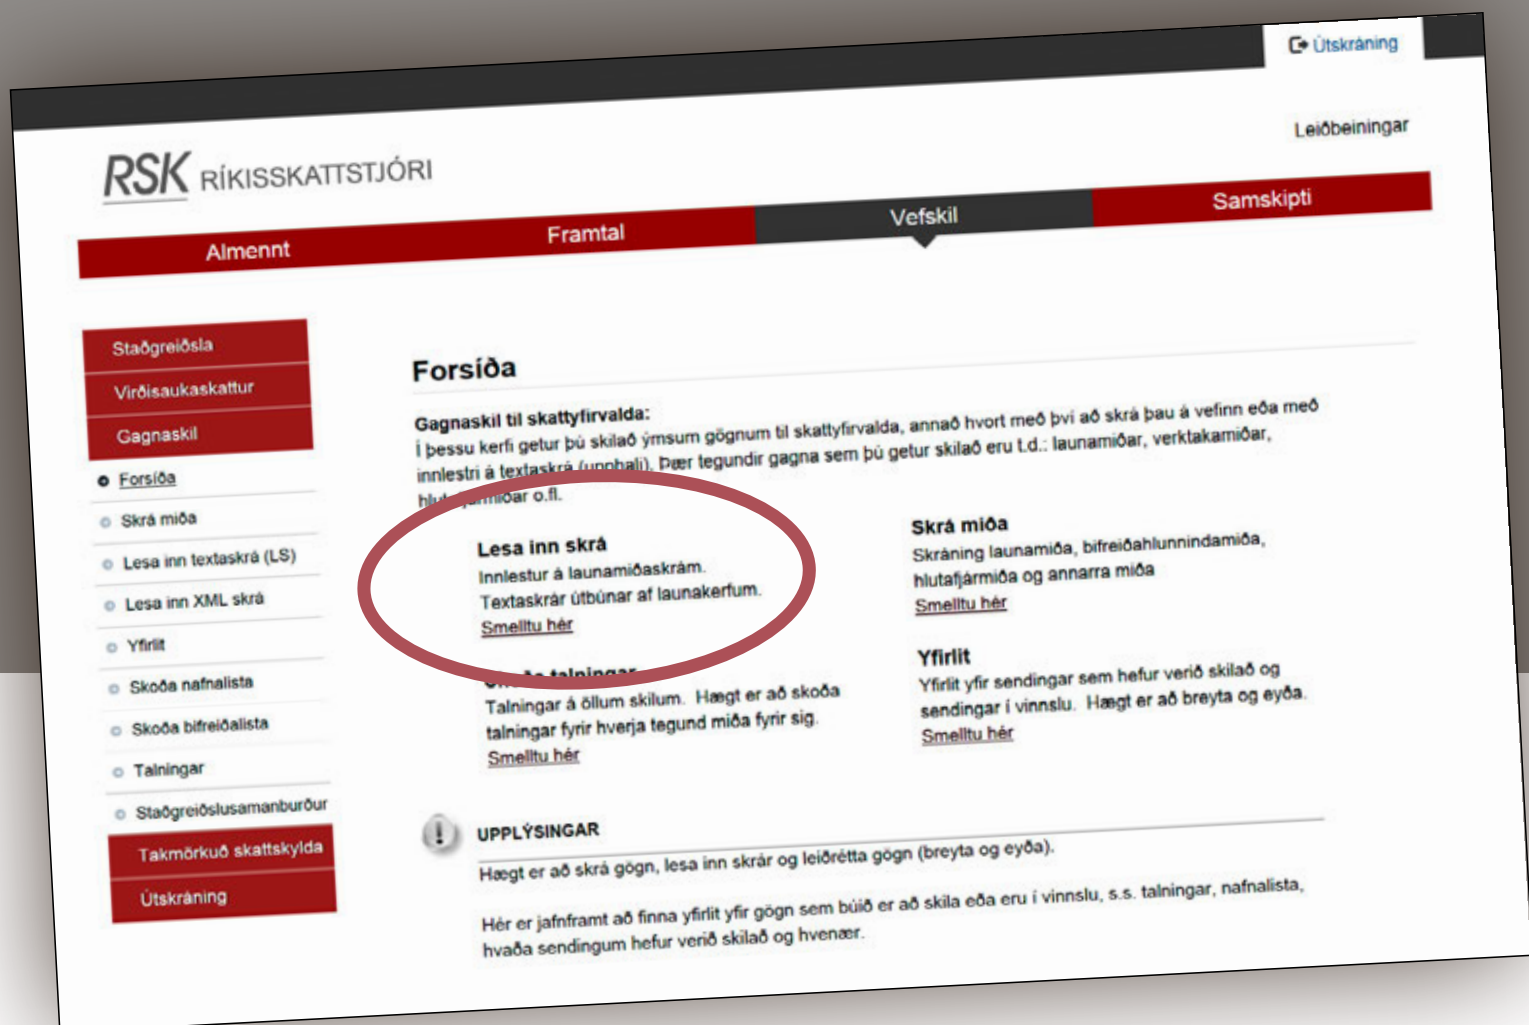 Útskráning
Leiðbeiningar
RSK RÍKISSKATTSTJÓRI
Almennt
Framtal
Vefskil
Samskipti
Staðgreiðsla
Virðisaukaskattur
Gagnaskil
Forsíða
Skrá miða
Lesa inn textaskrá (LS)
Lesa inn XML skrá
Yfirlit
Skoða nafnalista
Skoða bifreiðalista
Talningar
Staðgreiðslusamanburður
Takmörkuð skattskylda
Útskráning
Forsíða
Gagnaskil til skattyfirvalda:
Í þessu kerfi getur þú skilað ýmsum gögnum til skattyfirvalda, annað hvort með því að skrá þau á vefinn eða með
innlestri á textaskrá (upphali). Þær tegundir gagna sem þú getur skilað eru t.d.: launamiðar, verktakamiðar,
o.fl.
Lesa inn skrá
Innlestur á launamiðaskrám.
Textaskrár útbúnar af launakerfum.
Smelltu hér
Skrá miða
Skráning launamiða, bifreiðahlunnindamiða,
hlutafjármiða og annarra miða
Smelltu hér
talningar
Talningar á öllum skilum. Hægt er að skoða
talningar fyrir hverja tegund miða fyrir sig.
Smelltu hér
Yfirlit
Yfirlit yfir sendingar sem hefur verið skilað og
sendingar í vinnslu. Hægt er að breyta og eyða.
Smelltu hér
UPPLÝSINGAR
Hægt er að skrá gögn, lesa inn skrár og leiðrétta gögn (breyta og eyða).
Hér er jafnframt að finna yfirlit yfir gögn sem búið er að skila eða eru í vinnslu, s.s. talningar, nafnalista,
hvaða sendingum hefur verið skilað og hvenær.